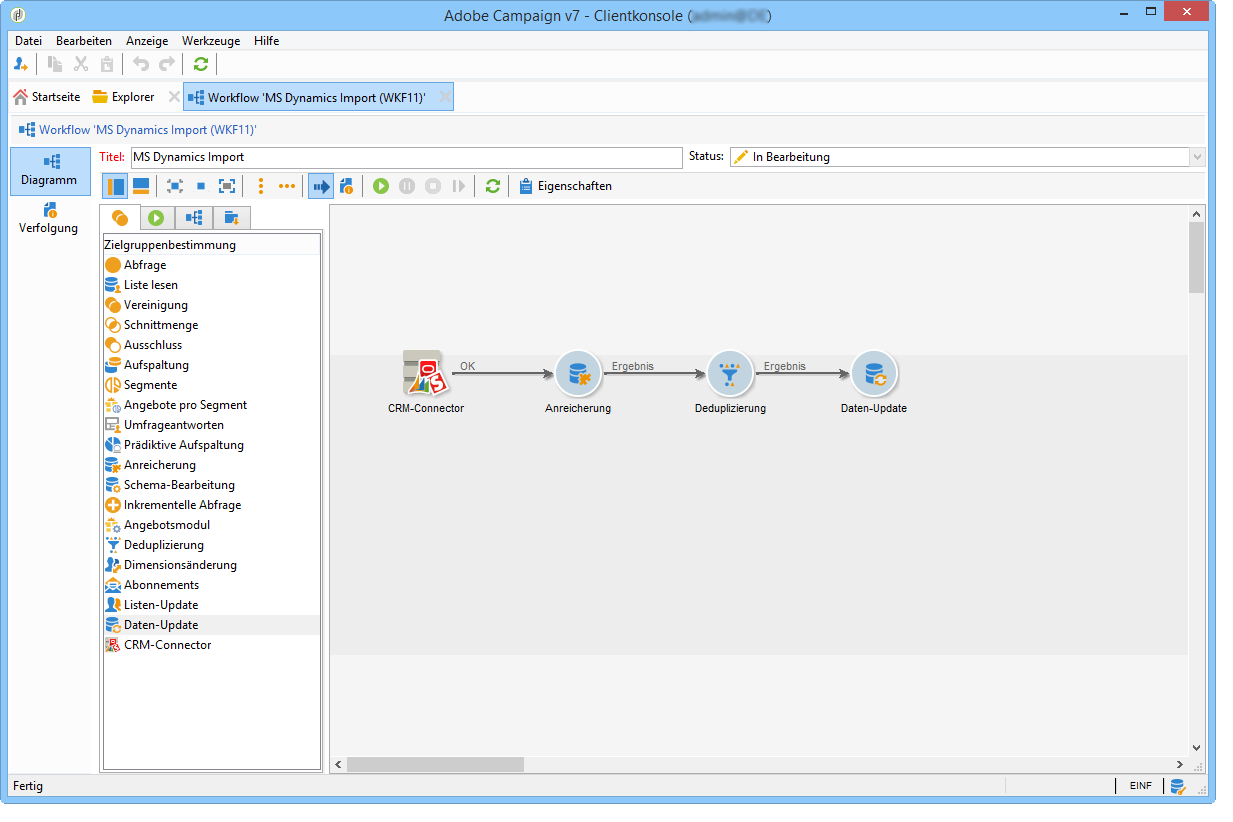 Adobe Campaign v7 - Clientkonsole (
Datei Bearbeiten Anzeige Werkzeuge Hilfe
Startseite Explorer Workflow 'MS Dynamics Import (WKF11)'
Workflow 'MS Dynamics Import (WKF11)'
Diagramm
Verfolgung
Titel: MS Dynamics Import Status: In Bearbeitung
Eigenschaften
Zielgruppenbestimmung
Abfrage
Liste lesen
Vereinigung
Schnittmenge
Ausschluss
Aufspaltung
Segmente
Angebote pro Segment
Umfrageantworten
Prädiktive Aufspaltung
Anreicherung
Schema-Bearbeitung
Inkrementelle Abfrage
Angebotsmodul
Deduplizierung
Dimensionsänderung
Abonnements
Listen-Update
Daten-Update
CRM-Connector
OK Ergebnis Ergebnis
CRM-Connector Anreicherung Deduplizierung Daten-Update
Fertig EINF